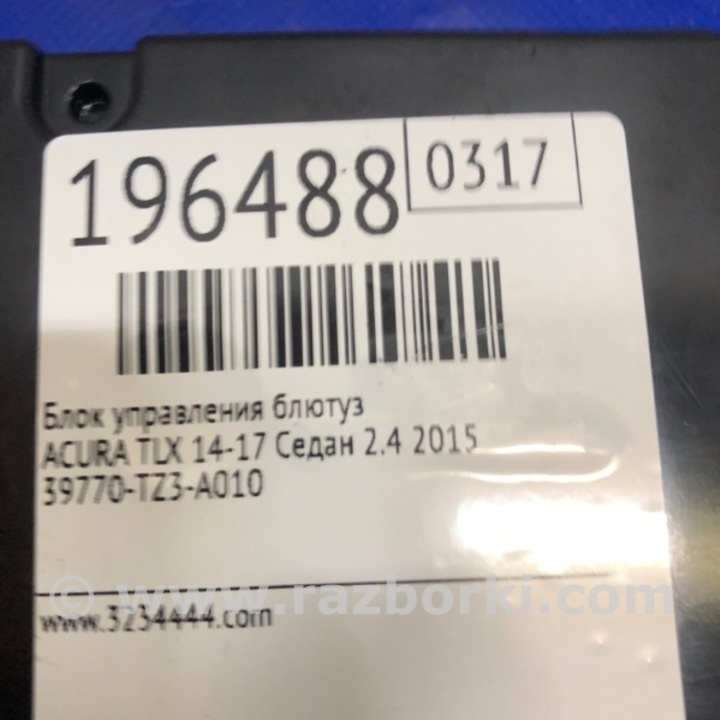 196488
0317
Блок управления блютуз
ACURA TLX 14-17 Седан 2.4 2015
39770-TZ3-A010
© www.razborki.com
www.3234444.com